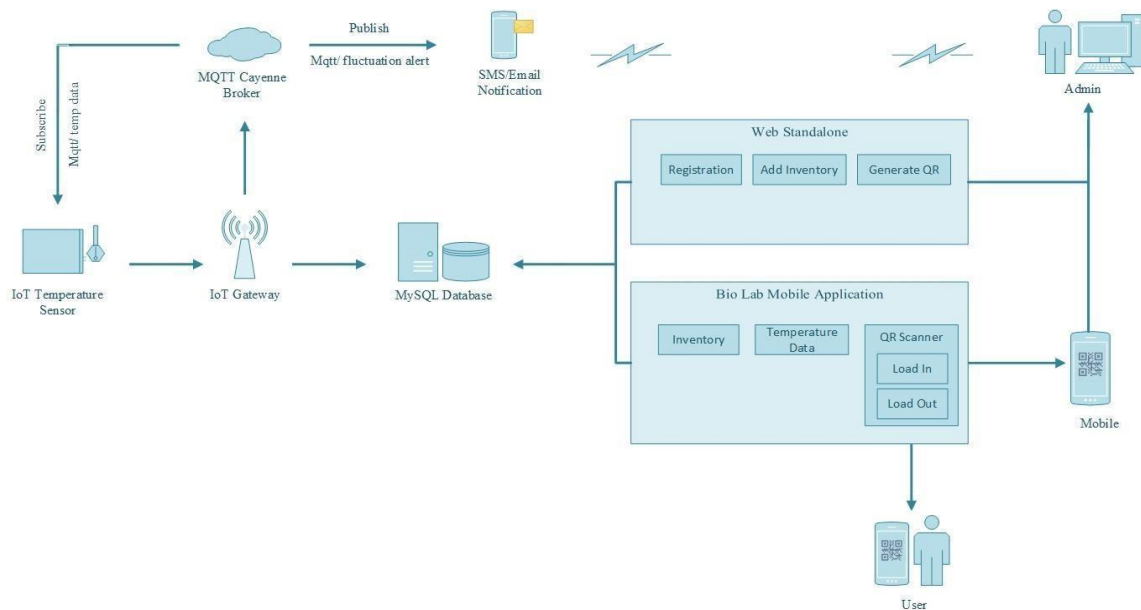 Publish
Mqtt/ fluctuation alert
MQTT Cayenne
Broker
SMS/Email
Notification
Admin
Subscribe
Mqtt/ temp data
Web Standalone
Registration
Add Inventory
Generate QR
IoT Temperature
Sensor
IoT Gateway
MySQL Database
Bio Lab Mobile Application
Inventory
Temperature
Data
QR Scanner
Load In
Load Out
Mobile
User